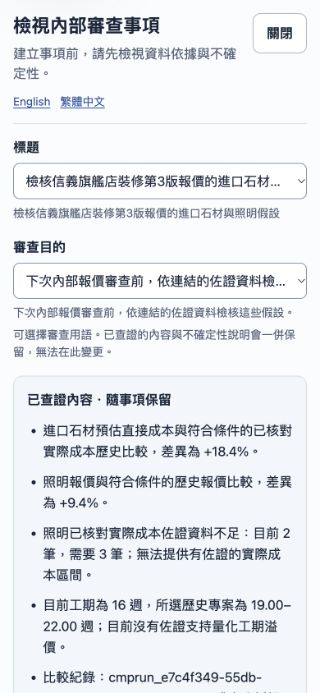 檢視內部審查事項
關閉
建立事項前，請先檢視資料依據與不確
定性。
English 繁體中文
標題
檢核信義旗艦店裝修第3版報價的進口石材...
檢核信義旗艦店裝修第3版報價的進口石材與照明假設
審查目的
下次內部報價審查前，依連結的佐證資料檢...
下次內部報價審查前，依連結的佐證資料檢核這些假設。
可選擇審查用語。已查證的內容與不確定性說明會一併保
留，無法在此變更。
已查證內容・隨事項保留
• 進口石材預估直接成本與符合條件的已核對
實際成本歷史比較，差異為 +18.4%。
• 照明報價與符合條件的歷史報價比較，差異
為 +9.4%。
• 照明已核對實際成本佐證資料不足：目前 2
筆，需要 3 筆；無法提供有佐證的實際成
本區間。
• 目前工期為 16 週，所選歷史專案為 19.00–
22.00 週；目前沒有佐證支持量化工期溢
價。
• 比較紀錄：cmprun_e7c4f349-55db-